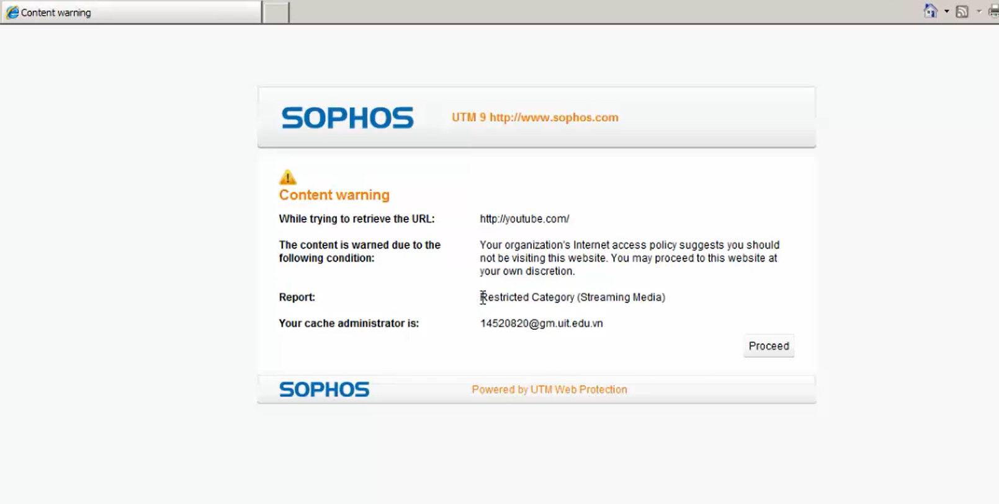 Content warning
SOPHOS
UTM 9 http://www.sophos.com
Content warning
While trying to retrieve the URL:
http://youtube.com/
The content is warned due to the
following condition:
Your organization's Internet access policy suggests you should
not be visiting this website. You may proceed to this website at
your own discretion.
Report:
Restricted Category (Streaming Media)
Your cache administrator is:
14520820@gm.uit.edu.vn
Proceed
SOPHOS
Powered by UTM Web Protection